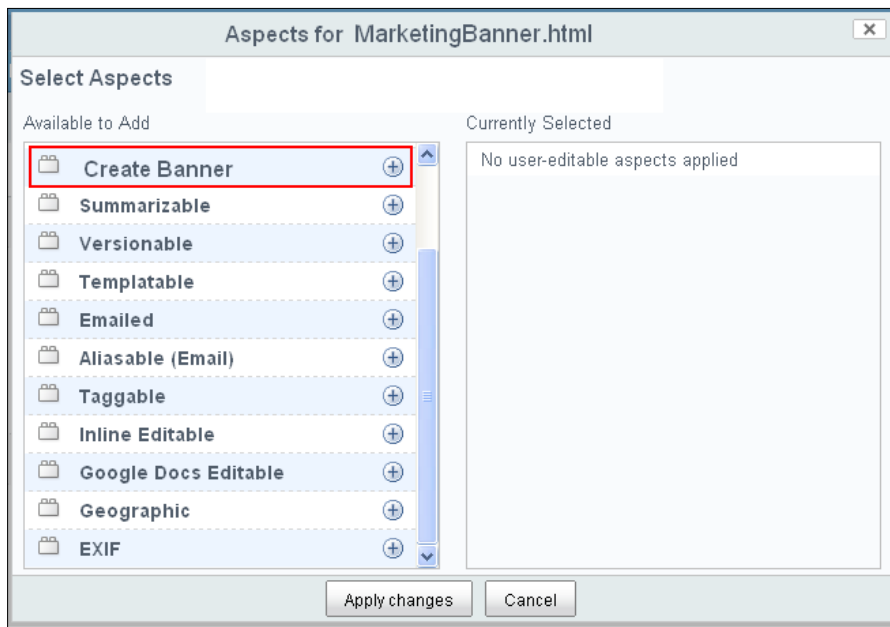 Aspects for MarketingBanner.html
Select Aspects
Available to Add
Currently Selected
Create Banner
No user-editable aspects applied
Summarizable
Versionable
Templatable
Emailed
Aliasable (Email)
Taggable
Inline Editable
Google Docs Editable
Geographic
EXIF
Apply changes
Cancel